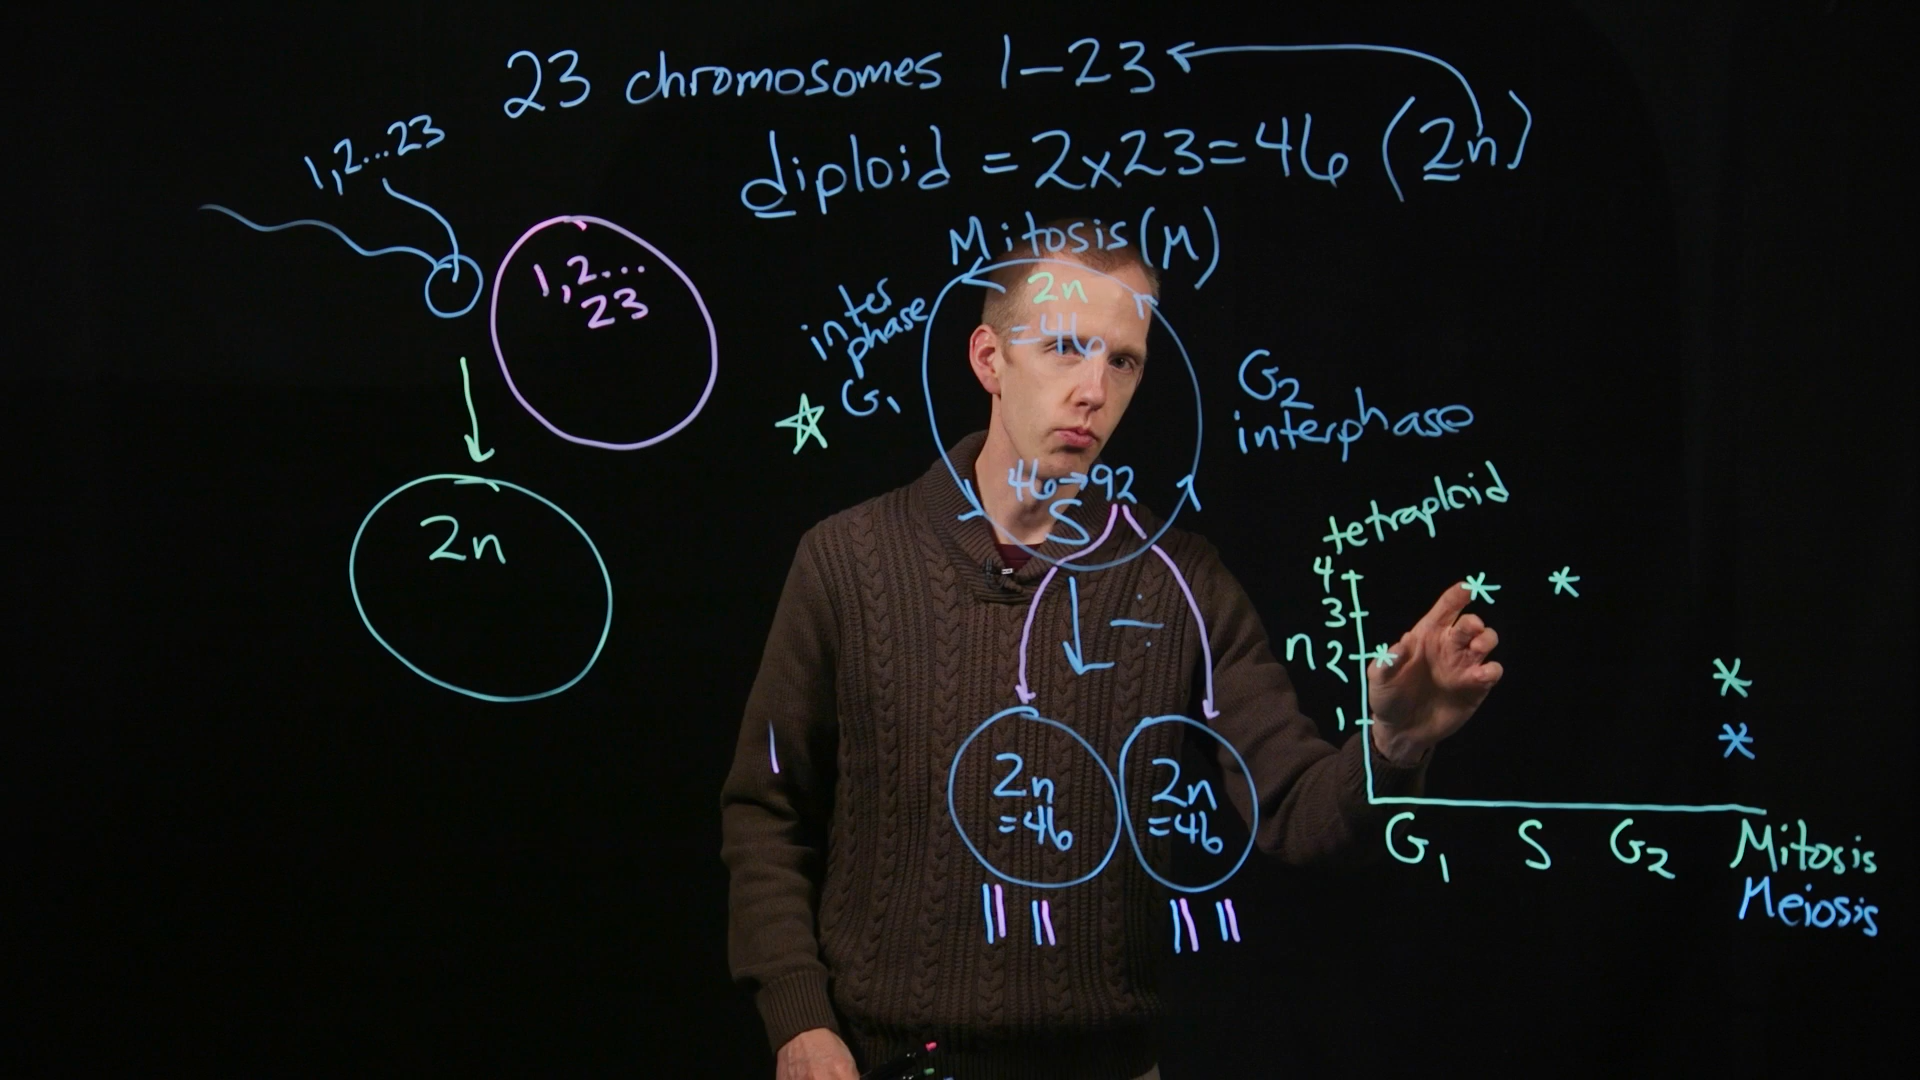 23 chromosomes 1-23
diploid = 2x23=46 (2n)
1,2...23
1,2...
23
2n
Mitosis (M)
2n
=46
inter
phase
G₁
G₂
interphase
46→92
S
÷
2n
=46
2n
=46
tetraploid
4
3
n 2
1
G₁ S G₂ Mitosis
Meiosis